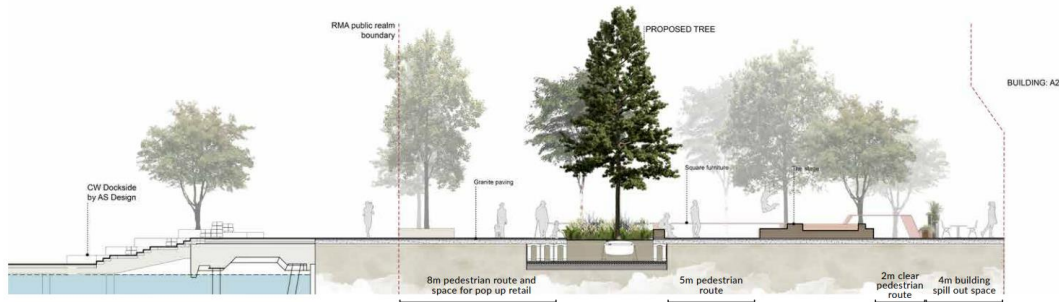 RMA public realm
boundary
PROPOSED TREE
BUILDING: A2
CW Dockside
by AS Design
Granite paving
Square furniture
The stage
8m pedestrian route and
space for pop up retail
5m pedestrian
route
2m clear
pedestrian
route
4m building
spill out space